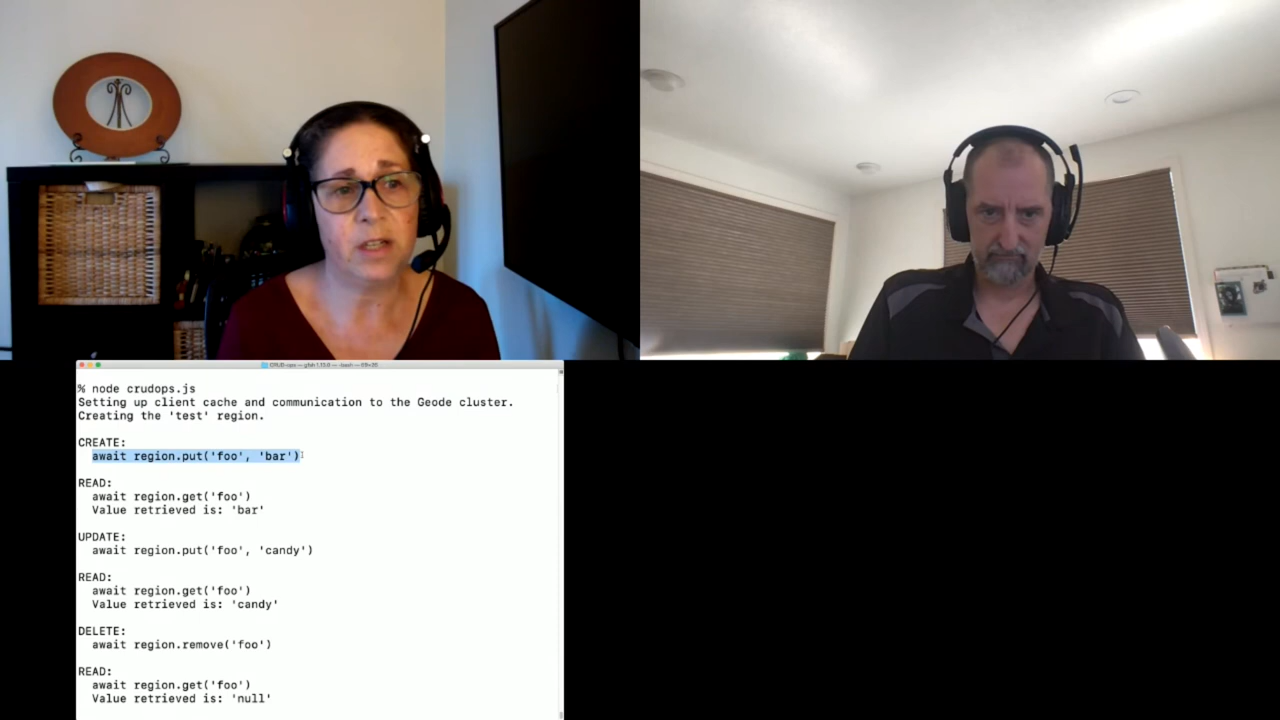 % node crudops.js
Setting up client cache and communication to the Geode cluster.
Creating the 'test' region.
CREATE:
await region.put('foo', 'bar')
READ:
await region.get('foo')
Value retrieved is: 'bar'
UPDATE:
await region.put('foo', 'candy')
READ:
await region.get('foo')
Value retrieved is: 'candy'
DELETE:
await region.remove('foo')
READ:
await region.get('foo')
Value retrieved is: 'null'